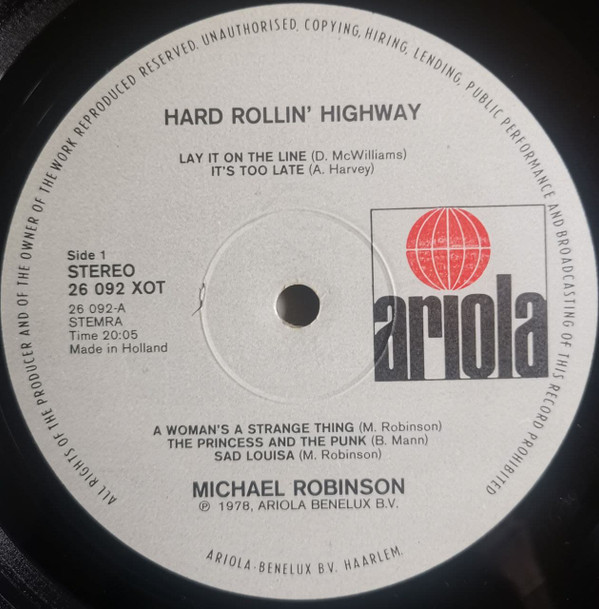 ALL RIGHTS OF THE PRODUCER AND OF THE OWNER OF THE WORK REPRODUCED RESERVED. UNAUTHORISED, COPYING, HIRING, LENDING, PUBLIC PERFORMANCE AND BROADCASTING OF THIS RECORD PROHIBITED
HARD ROLLIN' HIGHWAY
LAY IT ON THE LINE (D. McWilliams)
IT'S TOO LATE (A. Harvey)
Side 1
STEREO
26 092 XOT
26 092-A
STEMRA
Time 20:05
Made in Holland
ariola
A WOMAN'S A STRANGE THING (M. Robinson)
THE PRINCESS AND THE PUNK (B. Mann)
SAD LOUISA (M. Robinson)
MICHAEL ROBINSON
℗ 1978, ARIOLA BENELUX B.V.
ARIOLA-BENELUX B.V. HAARLEM.